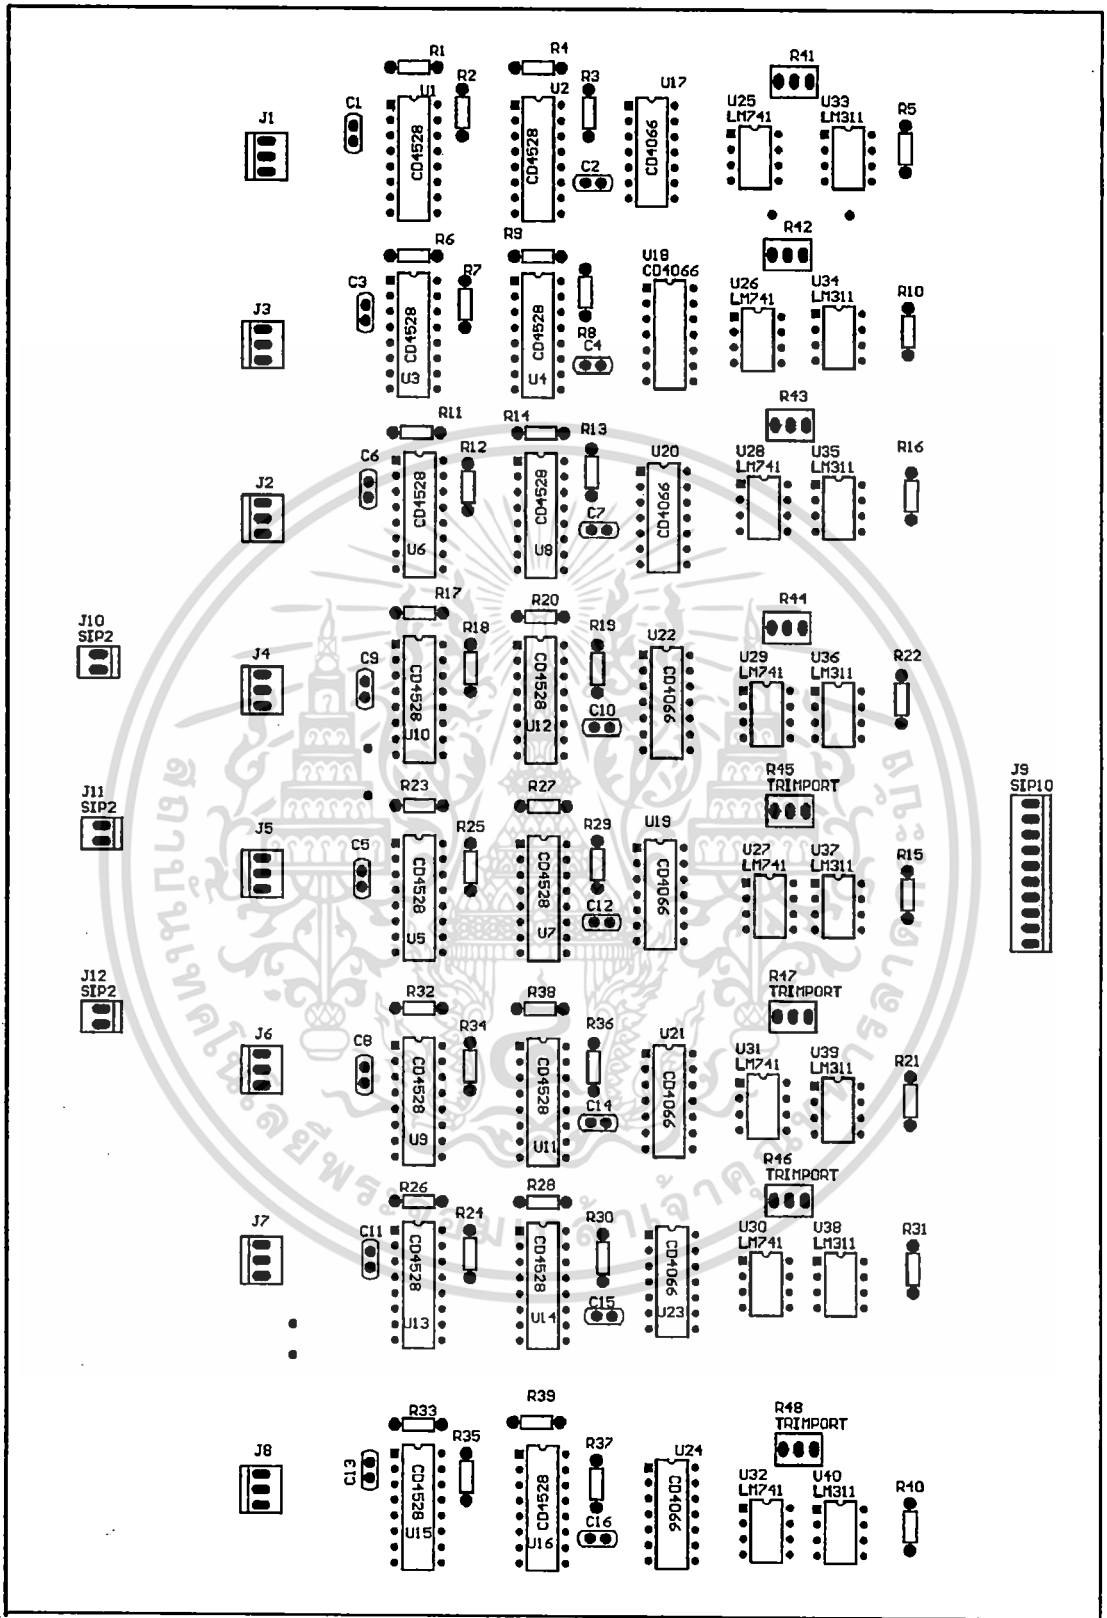 R1
R4
R41
R2
R3
U1
U2
U17
U25
LM741
U33
LM311
R5
J1
C1
CD4528
CD4528
CD4066
C2
R6
R9
R42
R7
U18
CD4066
U26
LM741
U34
LM311
R10
J3
C3
CD4528
CD4528
R8
C4
U3
U4
R43
R11
R14
R13
R12
U20
U28
LM741
U35
LM311
R16
J2
C6
CD4528
CD4528
CD4066
C7
U6
U8
R17
R20
R44
J10
SIP2
R18
R19
U22
J4
C9
U29
LM741
U36
LM311
R22
CD4528
CD4528
CD4066
C10
U10
U12
R23
R27
R45
TRIMPORT
J9
SIP10
J11
SIP2
J5
C5
R25
R29
U19
U27
LM741
U37
LM311
R15
CD4528
CD4528
CD4066
C12
U5
U7
J12
SIP2
R32
R38
R47
TRIMPORT
J6
C8
R34
R36
U21
U31
LM741
U39
LM311
R21
CD4528
CD4528
CD4066
C14
U9
U11
R46
TRIMPORT
R26
R28
J7
C11
R24
R30
U30
LM741
U38
LM311
R31
CD4528
CD4528
CD4066
C15
U13
U14
U23
R33
R39
R48
TRIMPORT
J8
C13
R35
R37
U24
U32
LM741
U40
LM311
R40
CD4528
CD4528
CD4066
C16
U15
U16